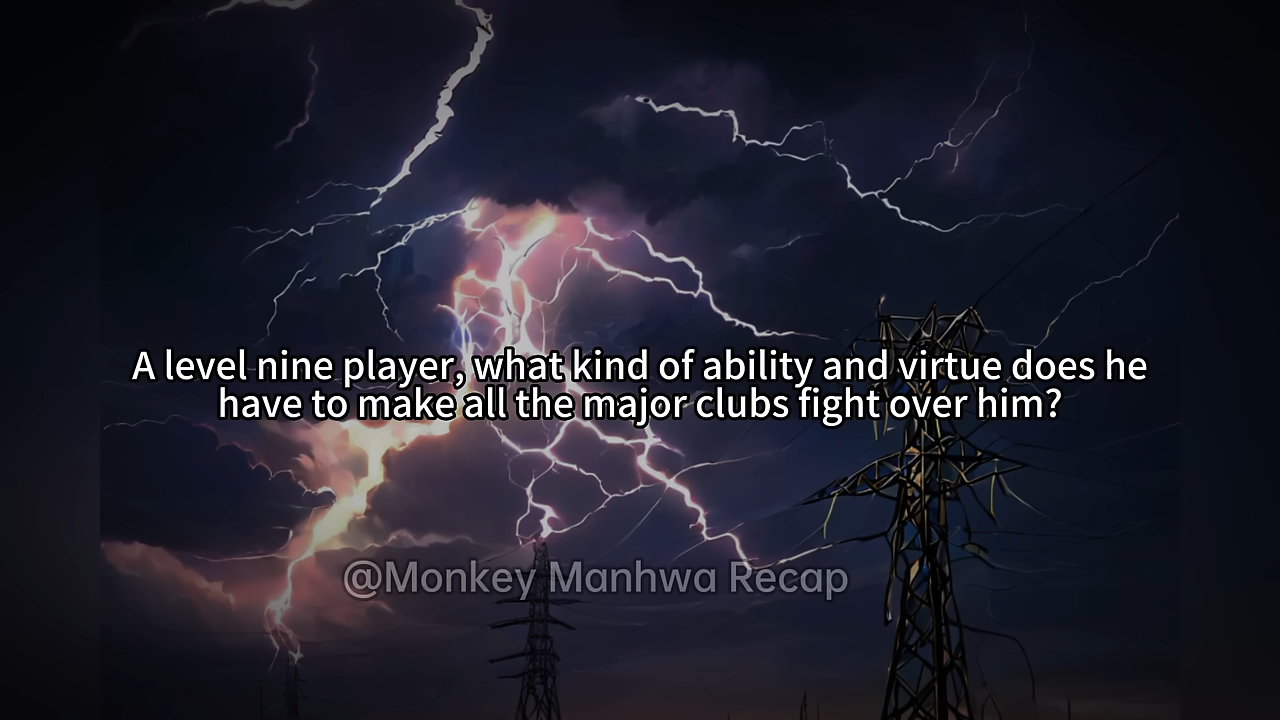 A level nine player, what kind of ability and virtue does he
have to make all the major clubs fight over him?
@Monkey Manhwa Recap